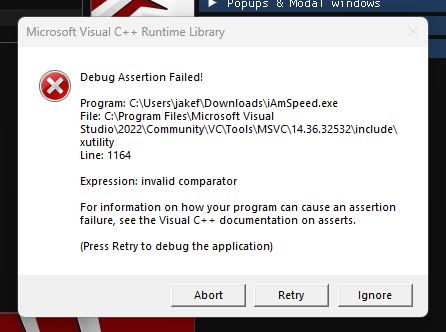 ► Popups & Modal windows
Microsoft Visual C++ Runtime Library
Debug Assertion Failed!
Program: C:\Users\jakef\Downloads\iAmSpeed.exe
File: C:\Program Files\Microsoft Visual
Studio\2022\Community\VC\Tools\MSVC\14.36.32532\include\
xutility
Line: 1164
Expression: invalid comparator
For information on how your program can cause an assertion
failure, see the Visual C++ documentation on asserts.
(Press Retry to debug the application)
Abort
Retry
Ignore